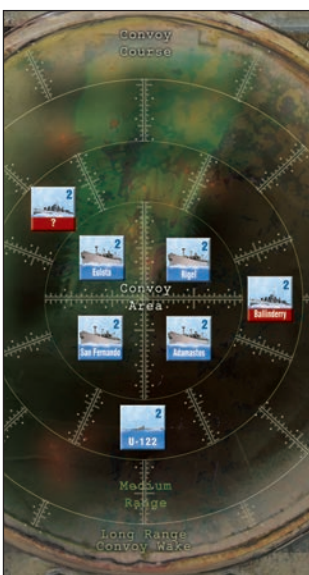 Convoy
Course
2
?
2
Eulota
2
Rigel
Convoy
Area
2
Ballinderry
2
San Fernando
2
Adamastos
2
U-122
Medium
Range
Long Range
Convoy Wake